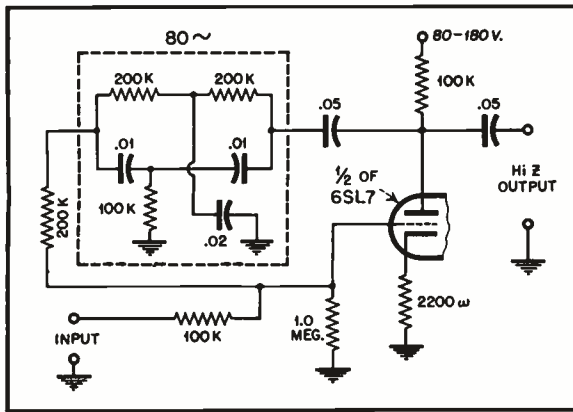 80~
80-180 V.
200K
200K
100K
.05
.05
.01
.01
½ OF
6SL7
Hi Z
OUTPUT
100K
.02
200K
2200 ω
1.0
MEG.
INPUT
100K